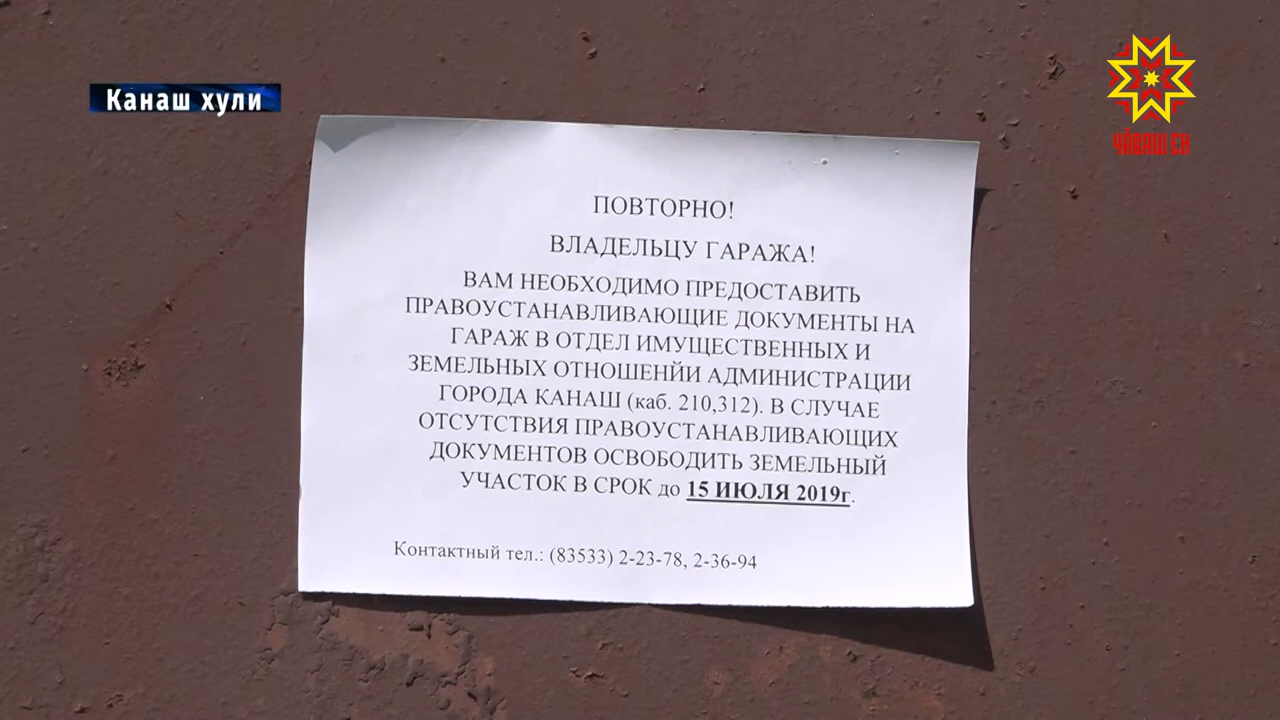 Канаш хули
ЧӐВАШ ЕН
ПОВТОРНО!
ВЛАДЕЛЬЦУ ГАРАЖА!
ВАМ НЕОБХОДИМО ПРЕДОСТАВИТЬ
ПРАВОУСТАНАВЛИВАЮЩИЕ ДОКУМЕНТЫ НА
ГАРАЖ В ОТДЕЛ ИМУЩЕСТВЕННЫХ И
ЗЕМЕЛЬНЫХ ОТНОШЕНЙИ АДМИНИСТРАЦИИ
ГОРОДА КАНАШ (каб. 210,312). В СЛУЧАЕ
ОТСУТСТВИЯ ПРАВОУСТАНАВЛИВАЮЩИХ
ДОКУМЕНТОВ ОСВОБОДИТЬ ЗЕМЕЛЬНЫЙ
УЧАСТОК В СРОК до 15 ИЮЛЯ 2019г.
Контактный тел.: (83533) 2-23-78, 2-36-94